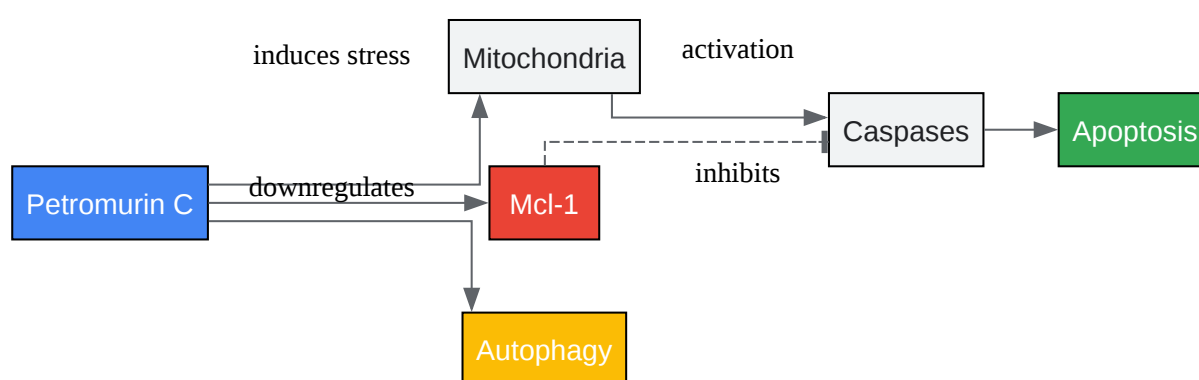 induces stress
Mitochondria
activation
Caspases
Apoptosis
Petromurin C
downregulates
Mcl-1
inhibits
Autophagy